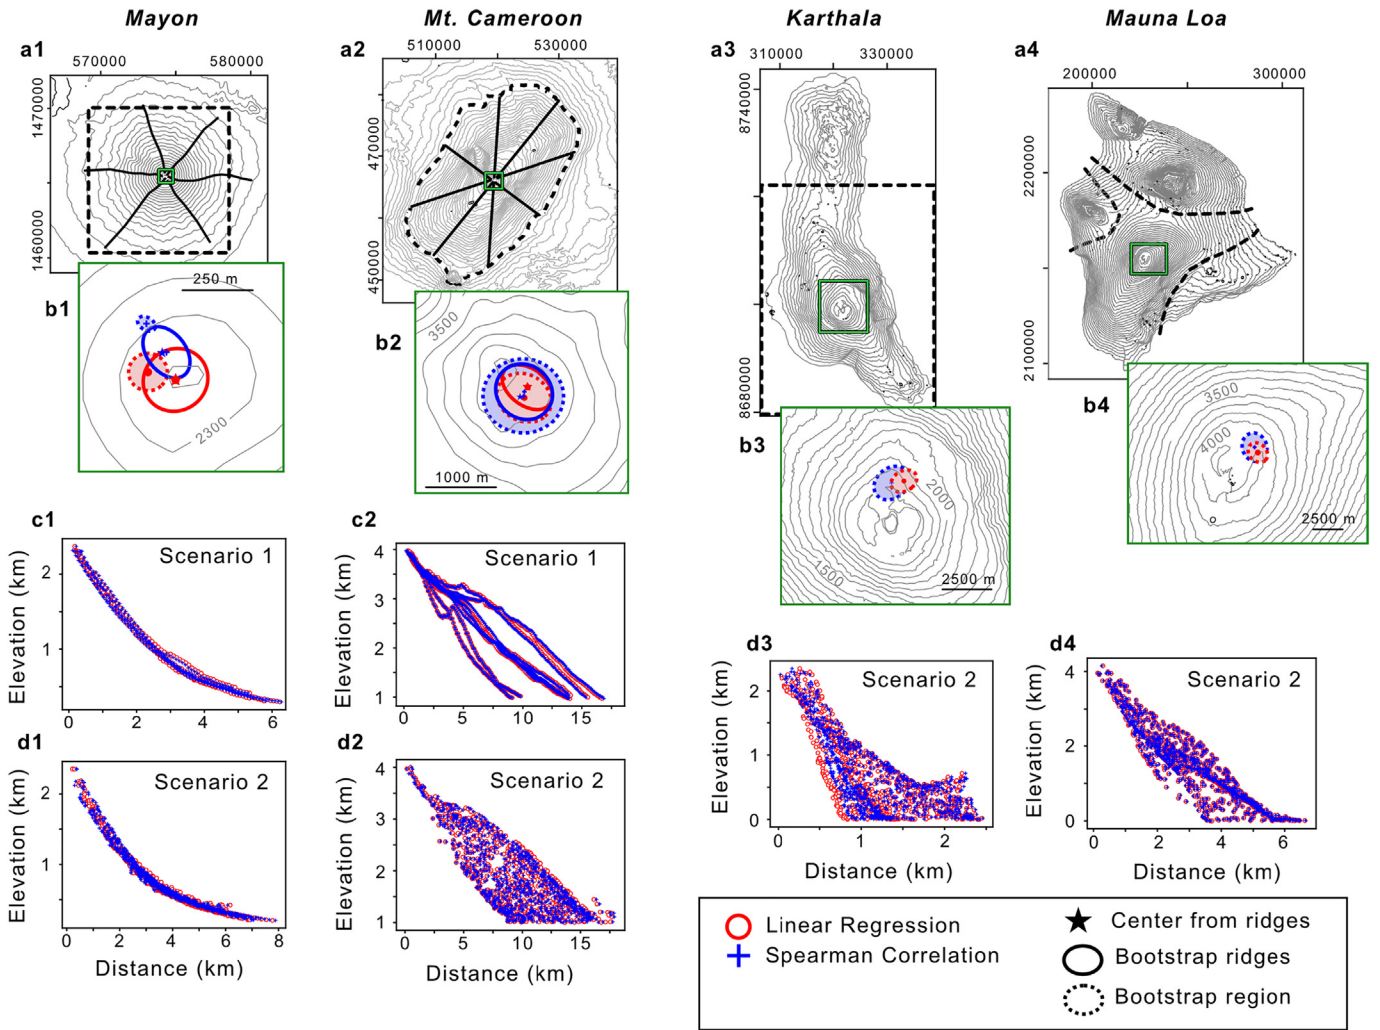 Mayon
Mt. Cameroon
Karthala
Mauna Loa
a1
570000
580000
1470000
1460000
a2
510000
530000
470000
450000
a3
310000
330000
8740000
8680000
a4
200000
300000
2200000
2100000
b1
250 m
2300
b2
3500
1000 m
b3
2000
1500
2500 m
b4
3500
4000
2500 m
c1
Scenario 1
Elevation (km)
2
1
0 2 4 6
c2
Scenario 1
Elevation (km)
4
3
2
1
0 5 10 15
d1
Scenario 2
Elevation (km)
2
1
0 2 4 6 8
Distance (km)
d2
Scenario 2
Elevation (km)
4
3
2
1
0 5 10 15
Distance (km)
d3
Scenario 2
Elevation (km)
2
1
0
0 1 2
Distance (km)
d4
Scenario 2
Elevation (km)
4
2
0
0 2 4 6
Distance (km)
Linear Regression
Spearman Correlation
Center from ridges
Bootstrap ridges
Bootstrap region